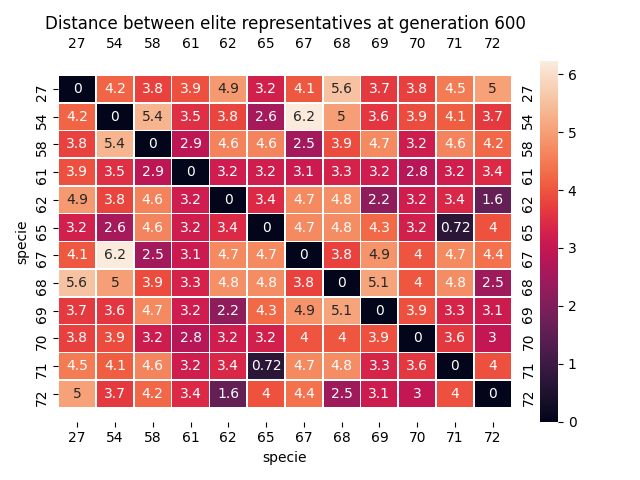 Distance between elite representatives at generation 600
27 54 58 61 62 65 67 68 69 70 71 72
27 0 4.2 3.8 3.9 4.9 3.2 4.1 5.6 3.7 3.8 4.5 5 27
54 4.2 0 5.4 3.5 3.8 2.6 6.2 5 3.6 3.9 4.1 3.7 54
58 3.8 5.4 0 2.9 4.6 4.6 2.5 3.9 4.7 3.2 4.6 4.2 58
61 3.9 3.5 2.9 0 3.2 3.2 3.1 3.3 3.2 2.8 3.2 3.4 61
62 4.9 3.8 4.6 3.2 0 3.4 4.7 4.8 2.2 3.2 3.4 1.6 62
65 3.2 2.6 4.6 3.2 3.4 0 4.7 4.8 4.3 3.2 0.72 4 65
67 4.1 6.2 2.5 3.1 4.7 4.7 0 3.8 4.9 4 4.7 4.4 67
68 5.6 5 3.9 3.3 4.8 4.8 3.8 0 5.1 4 4.8 2.5 68
69 3.7 3.6 4.7 3.2 2.2 4.3 4.9 5.1 0 3.9 3.3 3.1 69
70 3.8 3.9 3.2 2.8 3.2 3.2 4 4 3.9 0 3.6 3 70
71 4.5 4.1 4.6 3.2 3.4 0.72 4.7 4.8 3.3 3.6 0 4 71
72 5 3.7 4.2 3.4 1.6 4 4.4 2.5 3.1 3 4 0 72
27 54 58 61 62 65 67 68 69 70 71 72
specie
specie
6
5
4
3
2
1
0